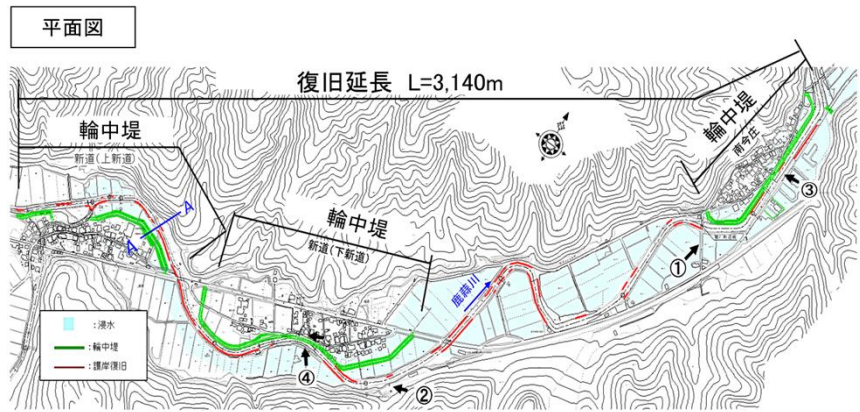 平面図
復旧延長 L=3,140m
輪中堤
新道(上新道)
輪中堤
新道(下新道)
輪中堤
南今庄
A
A
鹿蒜川
①
②
③
④
:浸水
:輪中堤
:護岸復旧